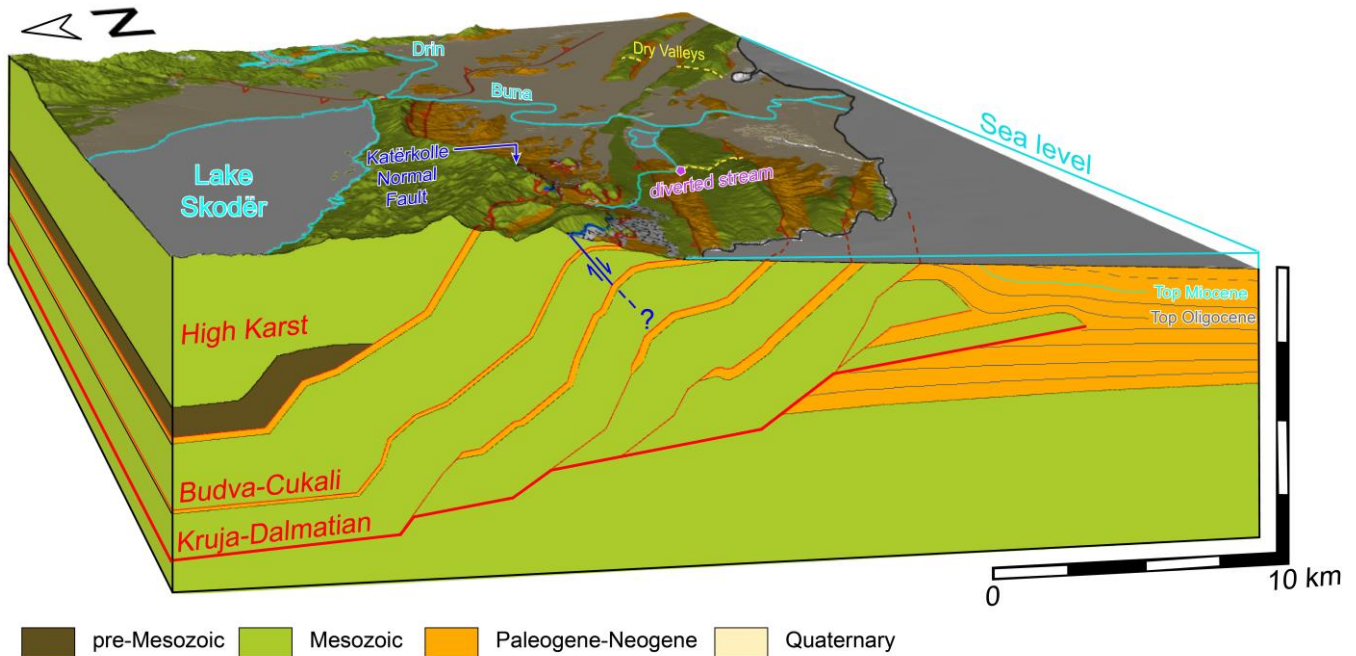 N
Drin
Dry Valleys
Buna
Sea level
Katërkolle
Normal
Fault
Lake
Skodër
diverted stream
?
High Karst
Top Miocene
Top Oligocene
Budva-Cukali
Kruja-Dalmatian
0
10 km
pre-Mesozoic
Mesozoic
Paleogene-Neogene
Quaternary